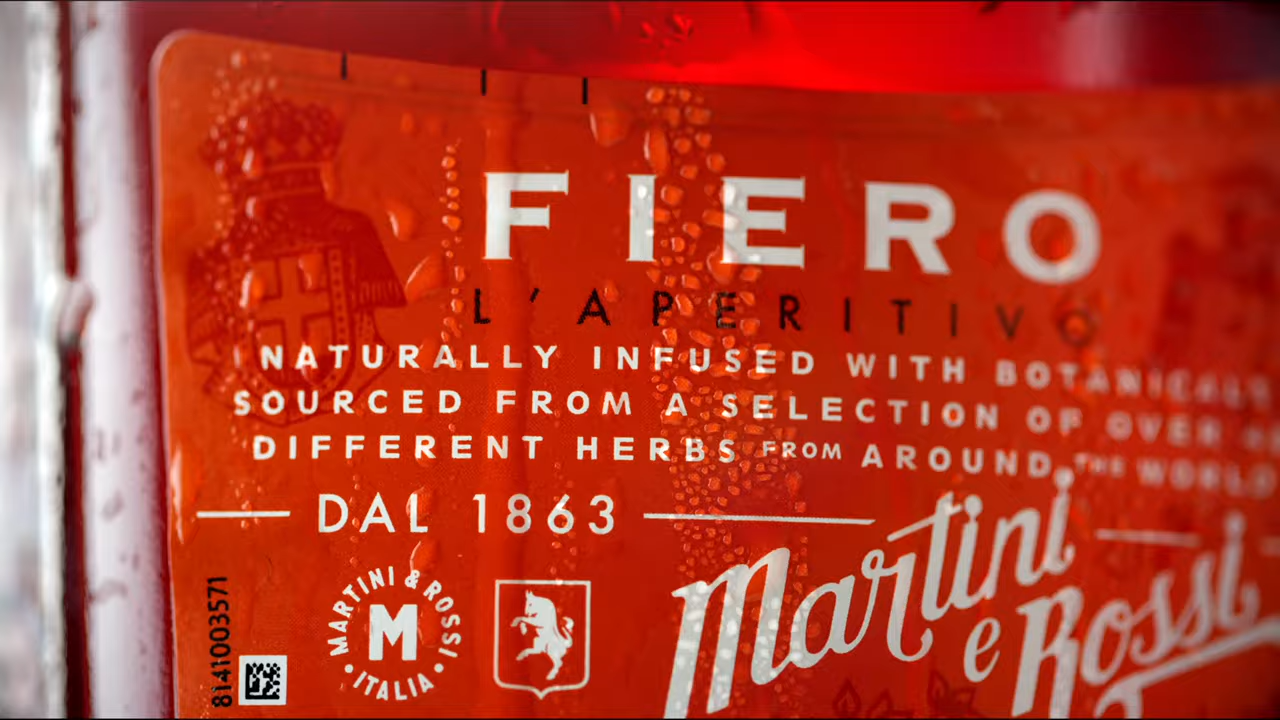 FIERO
L'APERITIVO
NATURALLY INFUSED WITH BOTANICALS
SOURCED FROM A SELECTION OF OVER
DIFFERENT HERBS FROM AROUND THE WORLD
DAL 1863
Martini
e Rossi
MARTINI & ROSSI
M
• ITALIA •
8141003571